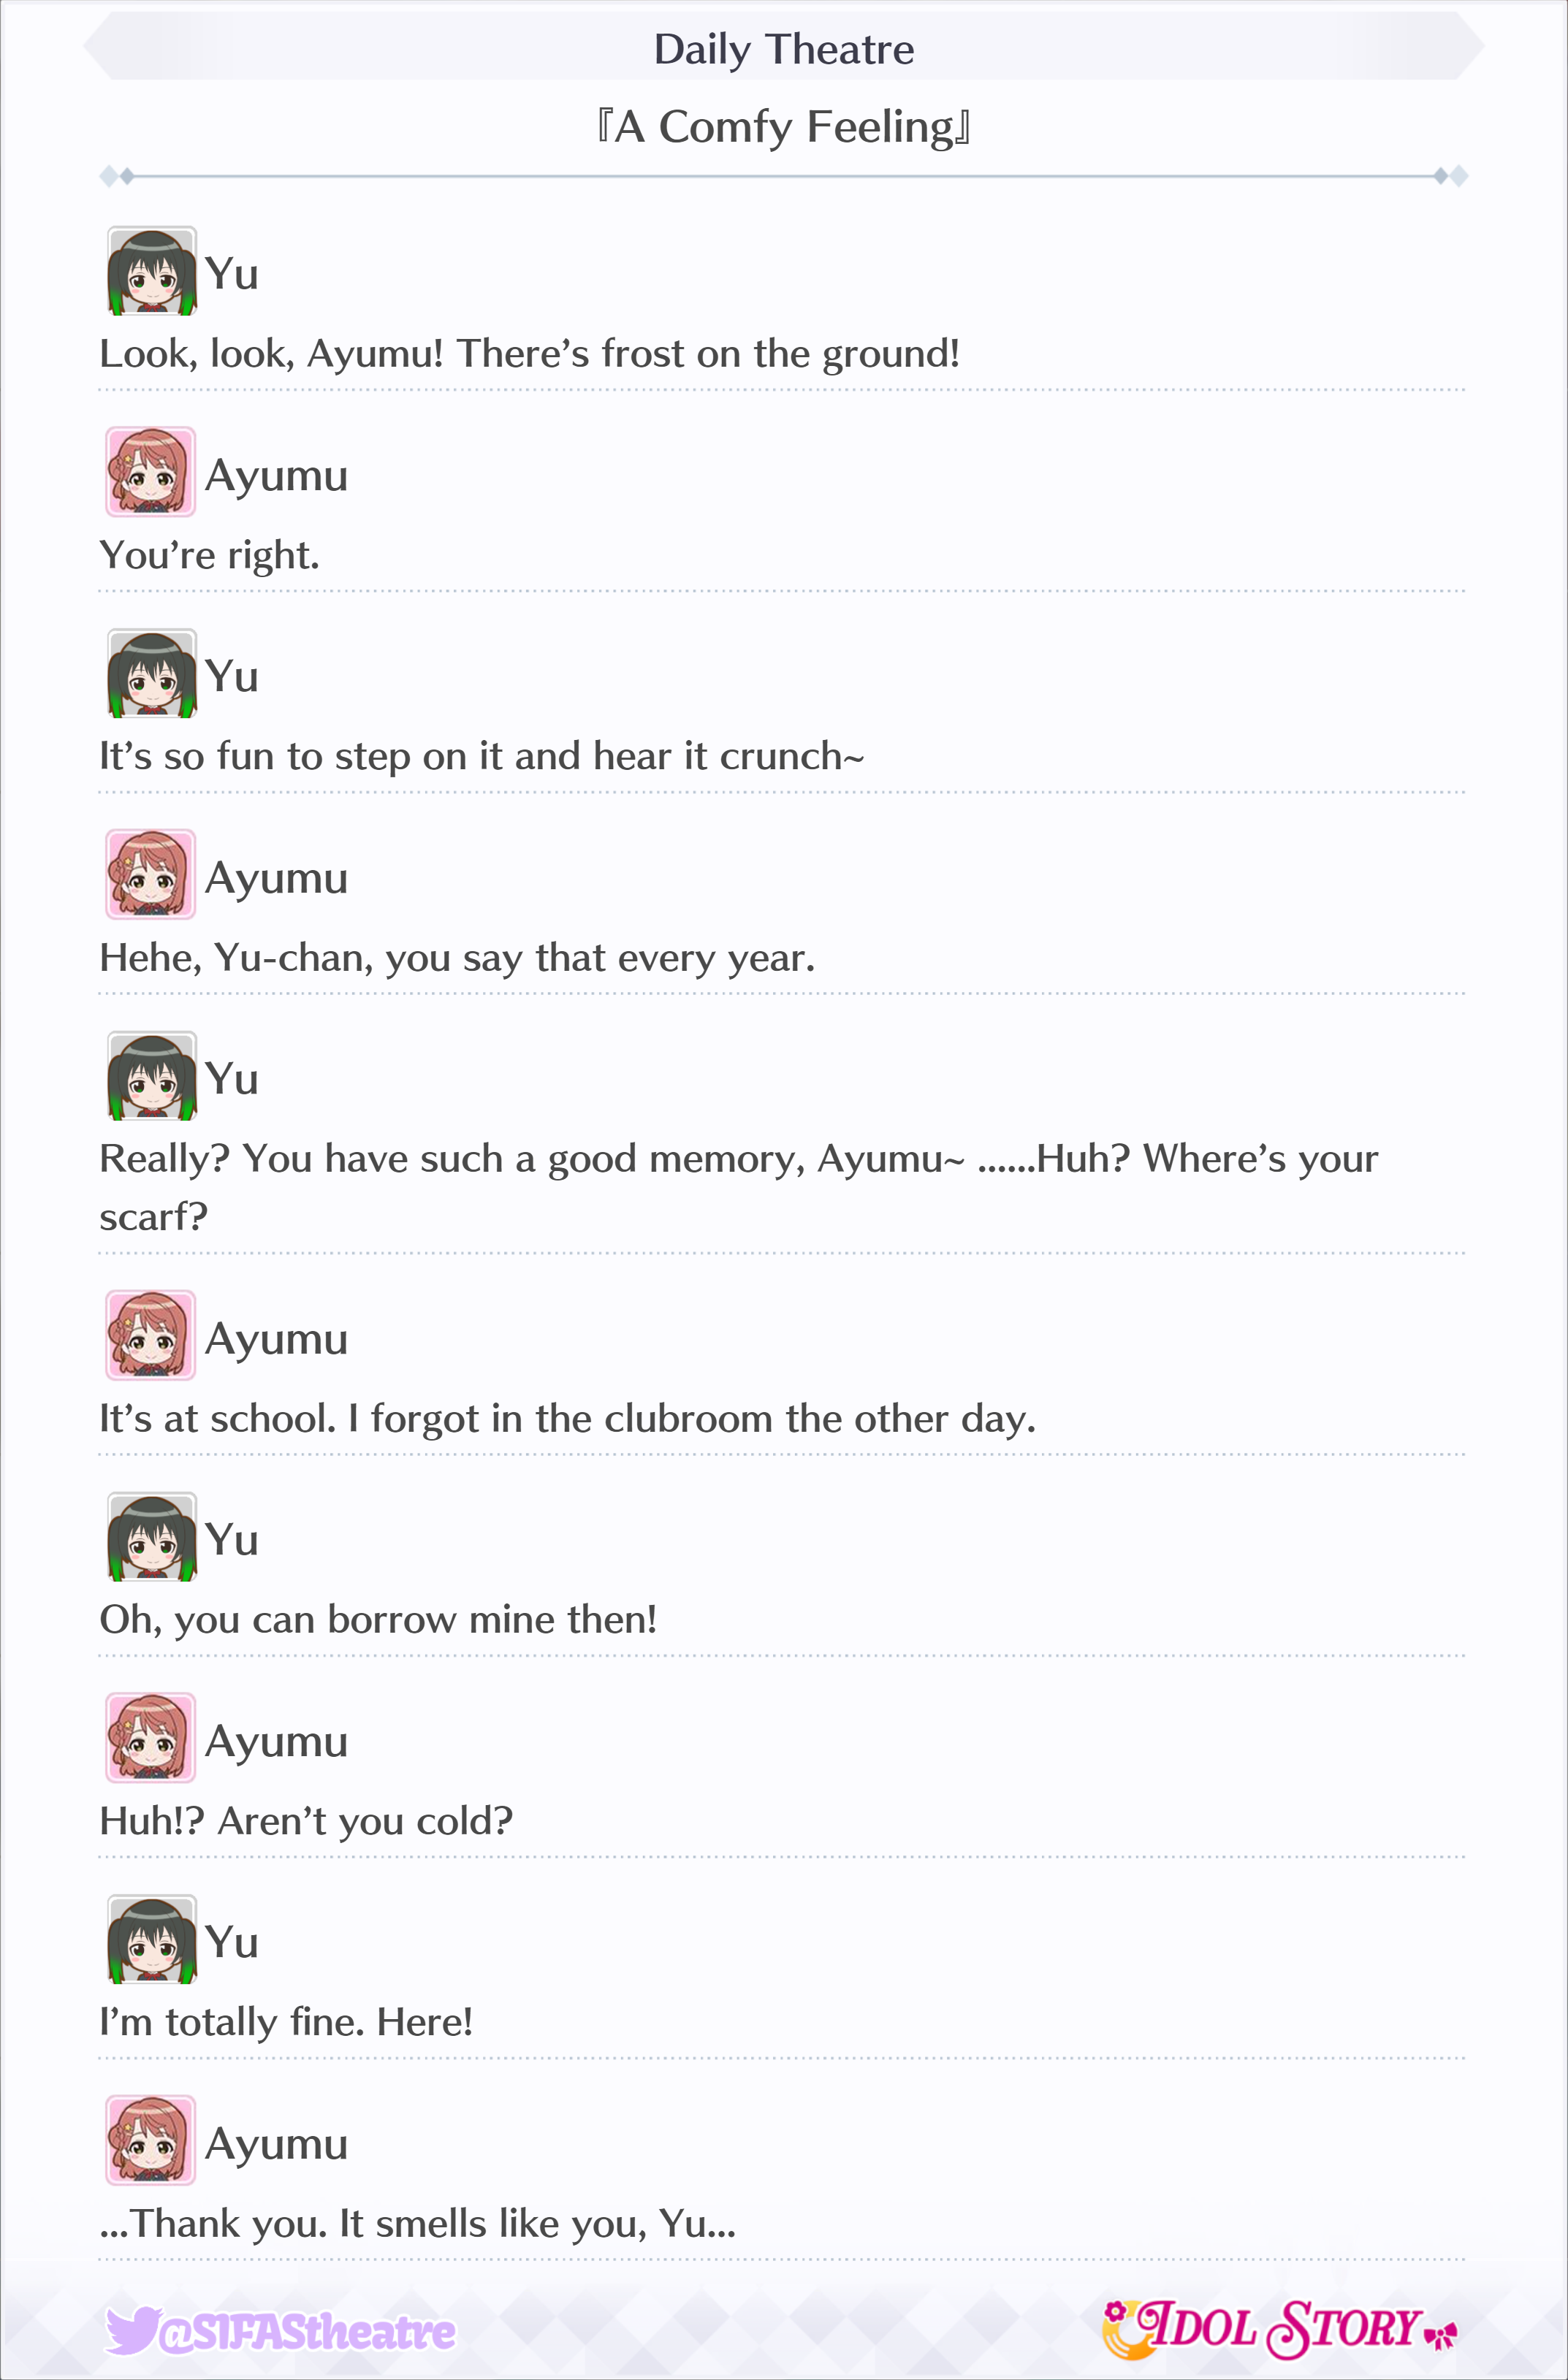 Daily Theatre
『A Comfy Feeling』
Yu
Look, look, Ayumu! There’s frost on the ground!
Ayumu
You’re right.
Yu
It’s so fun to step on it and hear it crunch~
Ayumu
Hehe, Yu-chan, you say that every year.
Yu
Really? You have such a good memory, Ayumu~ ......Huh? Where’s your
scarf?
Ayumu
It’s at school. I forgot in the clubroom the other day.
Yu
Oh, you can borrow mine then!
Ayumu
Huh!? Aren’t you cold?
Yu
I’m totally fine. Here!
Ayumu
...Thank you. It smells like you, Yu...
@SIFAStheatre
IDOL STORY